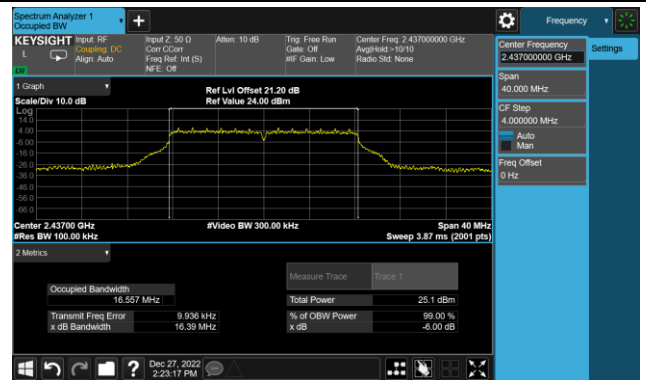 Spectrum Analyzer 1
Occupied BW
Frequency
KEYSIGHT
L
Input: RF
Coupling: DC
Align: Auto
Input Z: 50 Ω
Corr CCorr
Freq Ref: Int (S)
NFE: Off
Atten: 10 dB
Trig: Free Run
Gate: Off
#IF Gain: Low
Center Freq: 2.437000000 GHz
Avg|Hold:>10/10
Radio Std: None
Center Frequency
2.437000000 GHz
Settings
Span
40.000 MHz
CF Step
4.000000 MHz
Auto
Man
Freq Offset
0 Hz
1 Graph
Scale/Div 10.0 dB
Ref Lvl Offset 21.20 dB
Ref Value 24.00 dBm
Log
14.0
4.00
-6.00
-16.0
-26.0
-36.0
-46.0
-56.0
-66.0
Center 2.43700 GHz
#Res BW 100.00 kHz
#Video BW 300.00 kHz
Span 40 MHz
Sweep 3.87 ms (2001 pts)
2 Metrics
Measure Trace Trace 1
Occupied Bandwidth
16.557 MHz
Total Power 25.1 dBm
Transmit Freq Error 9.936 kHz
% of OBW Power 99.00 %
x dB Bandwidth 16.39 MHz
x dB -6.00 dB
?
Dec 27, 2022
2:23:17 PM